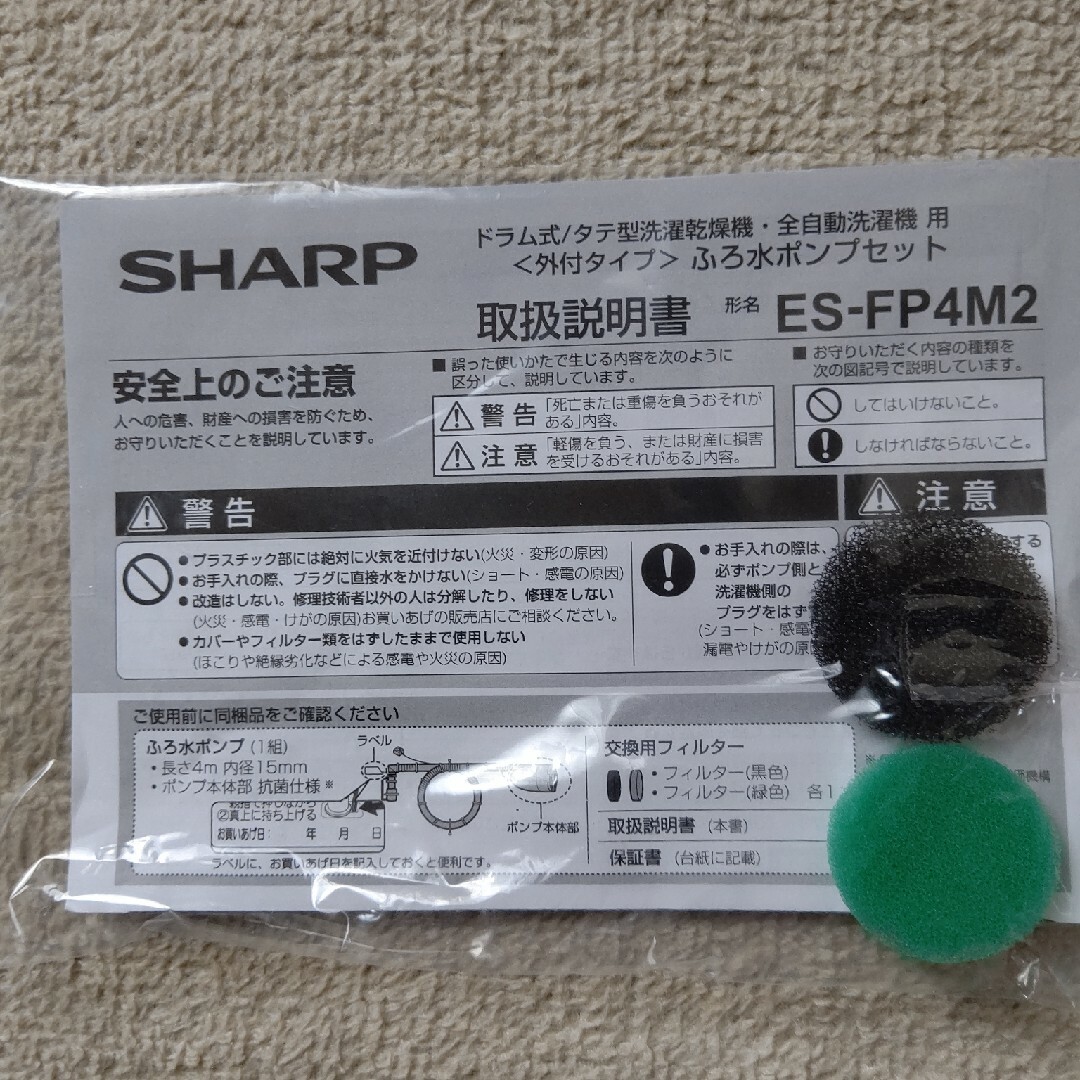 SHARP
ドラム式/タテ型洗濯乾燥機・全自動洗濯機 用
<外付タイプ> ふろ水ポンプセット
取扱説明書 形名 ES-FP4M2
安全上のご注意
人への危害、財産への損害を防ぐため、
お守りいただくことを説明しています。
■ 誤った使いかたで生じる内容を次のように
区分して、説明しています。
警告 「死亡または重傷を負うおそれが
ある」内容。
注意 「軽傷を負う、または財産に損害
を受けるおそれがある」内容。
■ お守りいただく内容の種類を
次の図記号で説明しています。
してはいけないこと。
しなければならないこと。
警告
● プラスチック部には絶対に火気を近付けない(火災・変形の原因)
● お手入れの際、プラグに直接水をかけない(ショート・感電の原因)
● 改造はしない。修理技術者以外の人は分解したり、修理をしない
(火災・感電・けがの原因)お買いあげの販売店にご相談ください。
● カバーやフィルター類をはずしたままで使用しない
(ほこりや絶縁劣化などによる感電や火災の原因)
● お手入れの際は、
必ずポンプ側と
洗濯機側の
プラグをはず
(ショート・感電
漏電やけがの原
注意
する
ご使用前に同梱品をご確認ください
ふろ水ポンプ (1組)
・長さ4m 内径15mm
・ポンプ本体部 抗菌仕様 ※
ラベル
②真上に持ち上げる
お買いあげ日: 年 月 日
ポンプ本体部
ラベルに、お買いあげ日を記入しておくと便利です。
交換用フィルター
・フィルター(黒色)
・フィルター(緑色) 各1
取扱説明書 (本書)
保証書 (台紙に記載)
機構